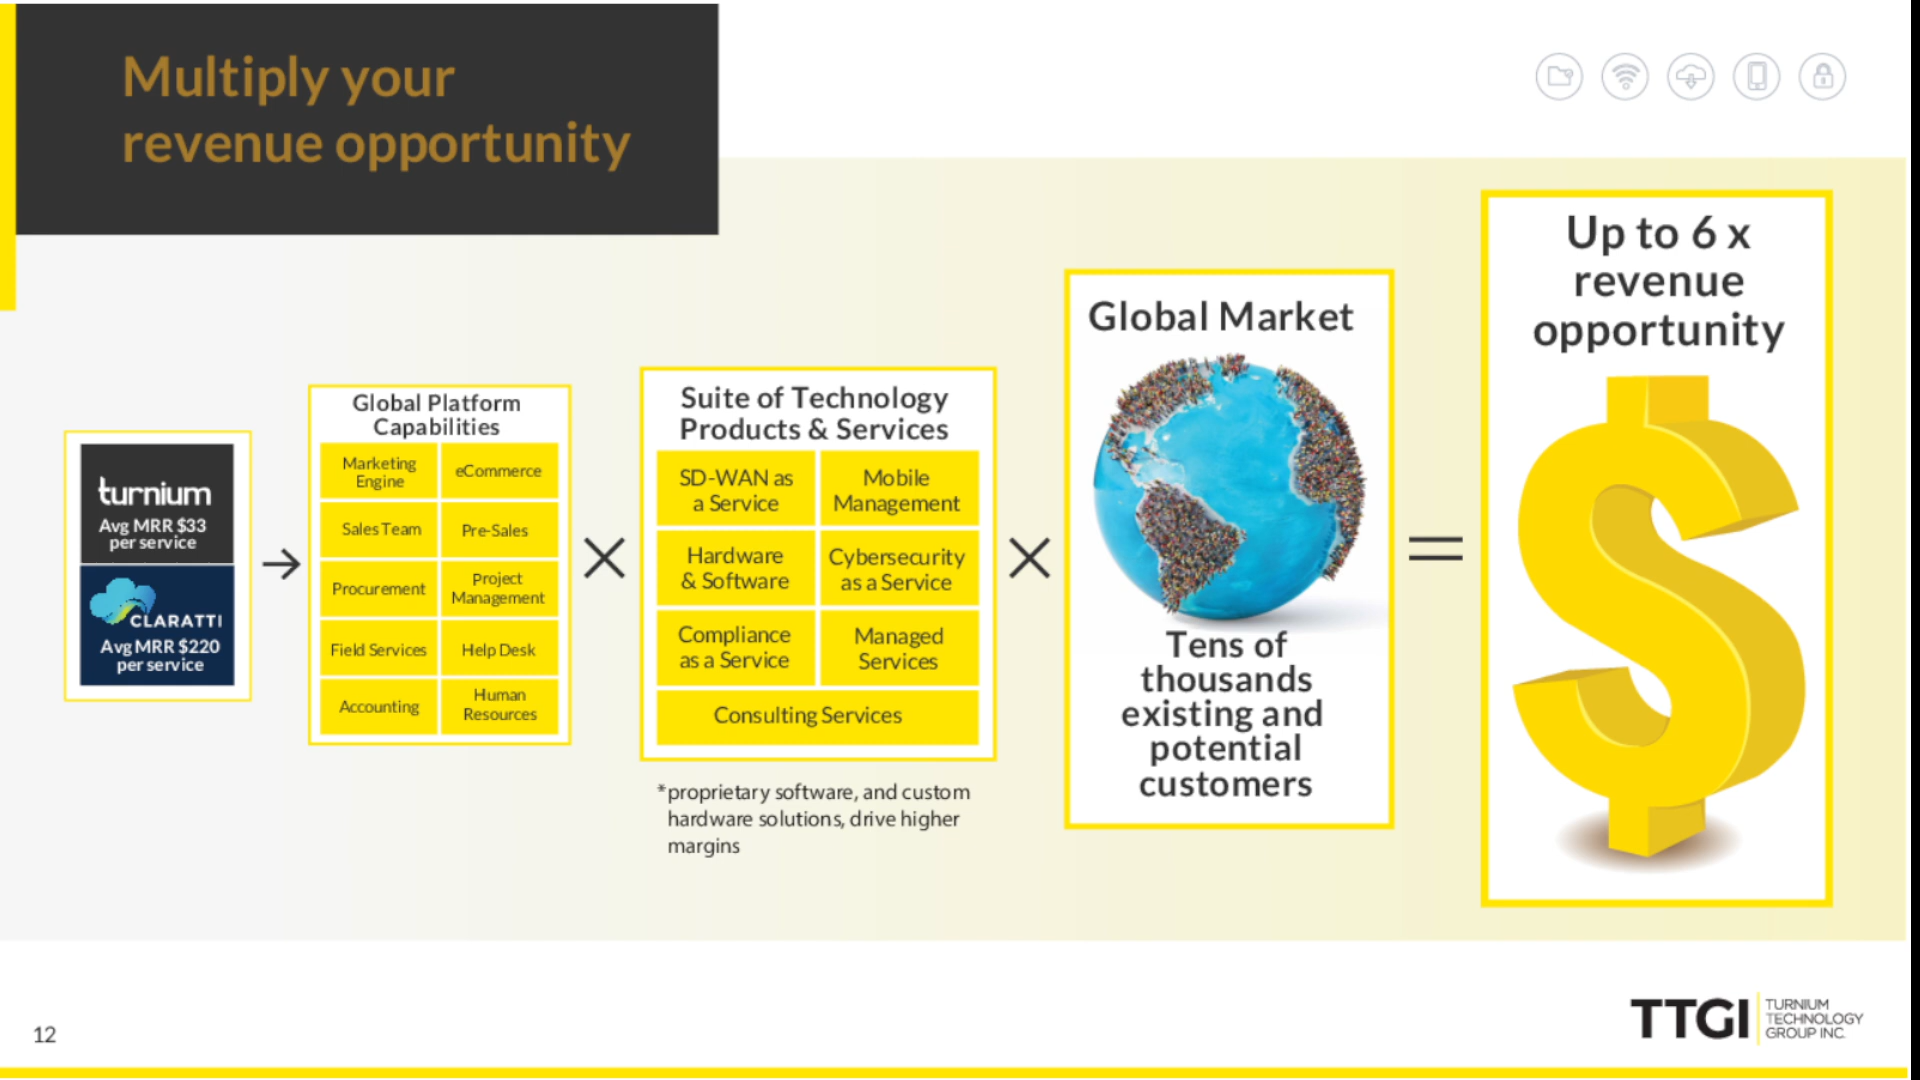 Multiply your
revenue opportunity
turnium
Avg MRR $33
per service
CLARATTI
Avg MRR $220
per service
Global Platform
Capabilities
Marketing
Engine
eCommerce
Sales Team
Pre-Sales
Procurement
Project
Management
Field Services
Help Desk
Accounting
Human
Resources
Suite of Technology
Products & Services
SD-WAN as
a Service
Mobile
Management
Hardware
& Software
Cybersecurity
as a Service
Compliance
as a Service
Managed
Services
Consulting Services
*proprietary software, and custom
hardware solutions, drive higher
margins
Global Market
Tens of
thousands
existing and
potential
customers
Up to 6 x
revenue
opportunity
12
TTGI
TURNIUM
TECHNOLOGY
GROUP INC.